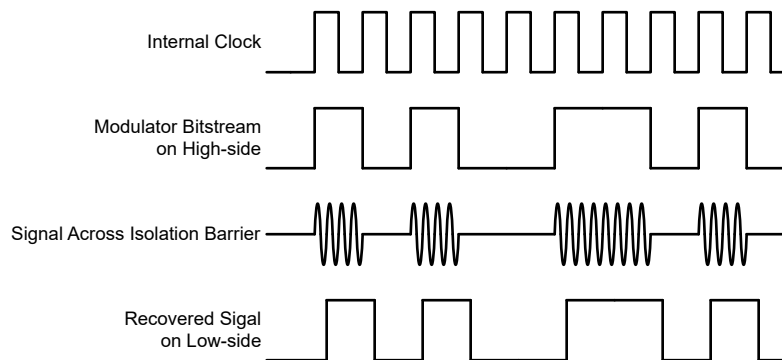 Internal Clock
Modulator Bitstream
on High-side
Signal Across Isolation Barrier
Recovered Sigal
on Low-side